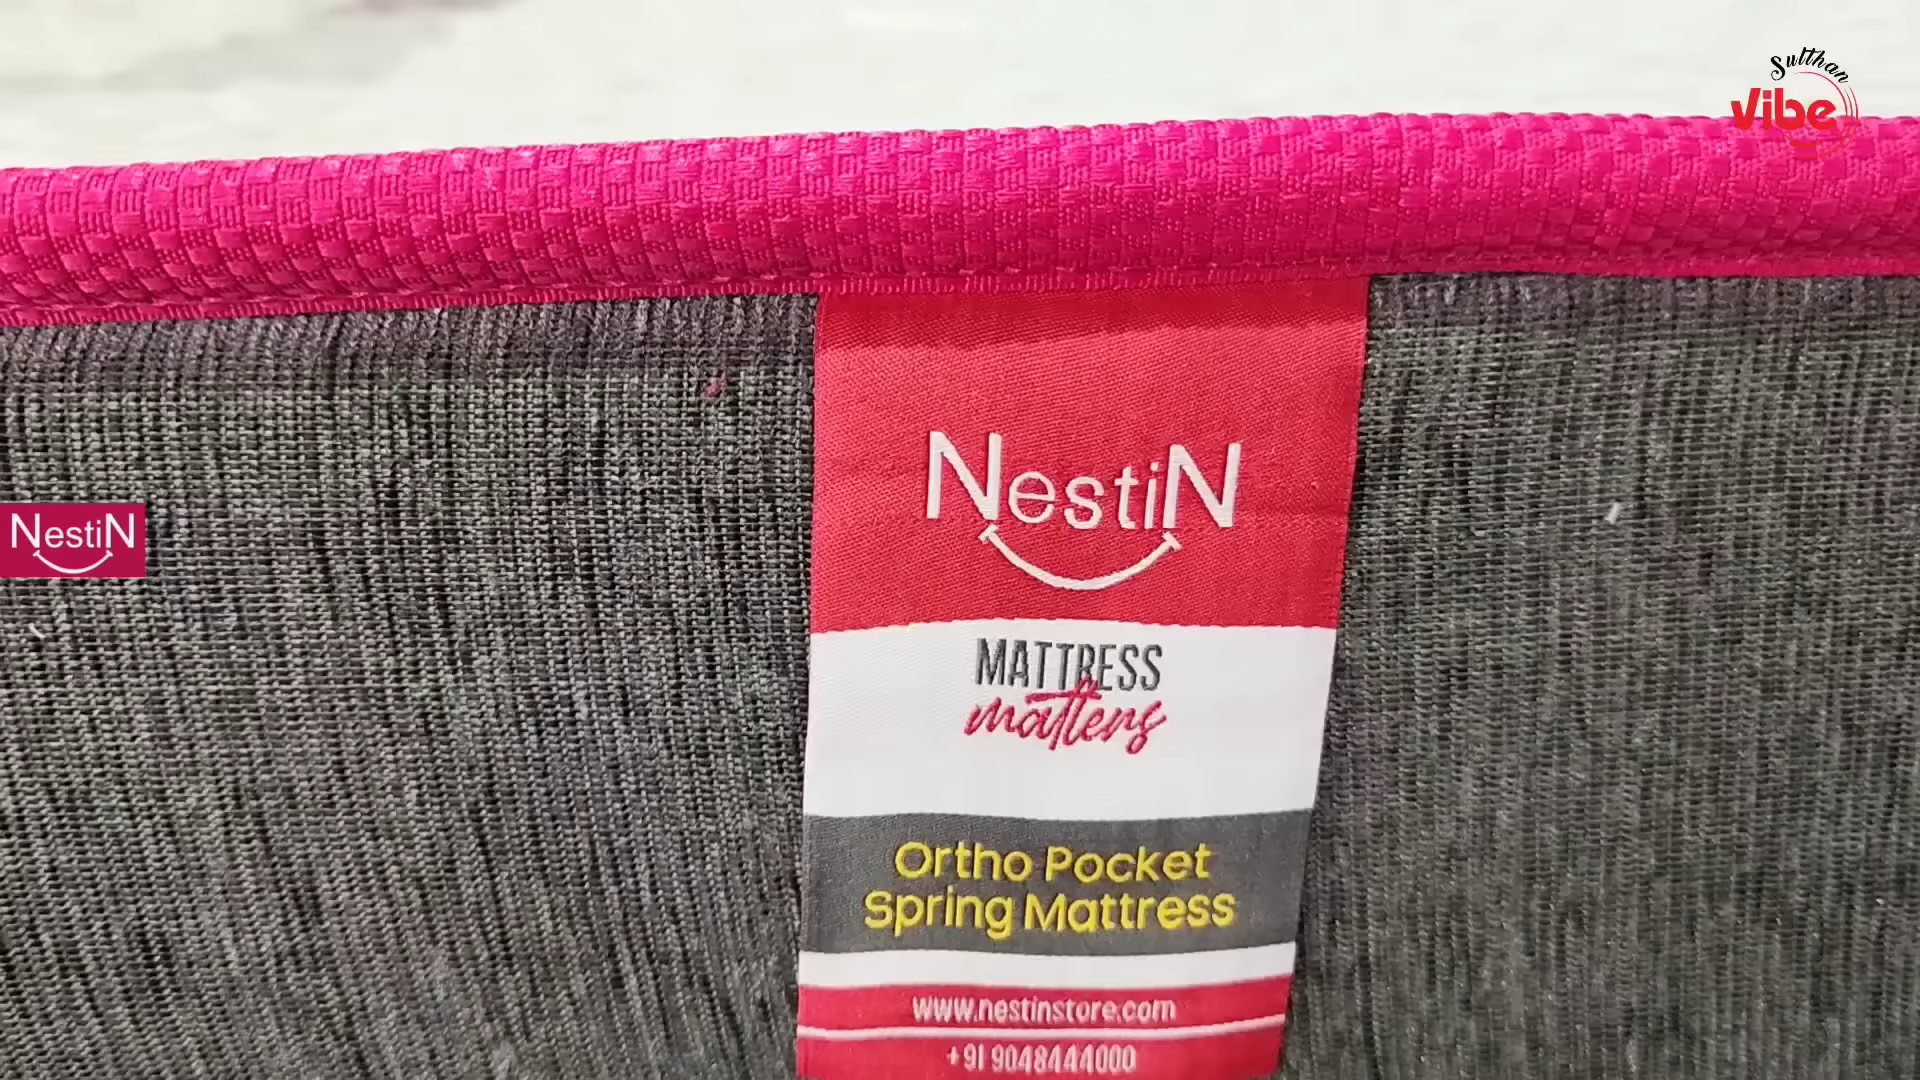 Sulthan
Vibe
NestiN
NestiN
MATTRESS
matters
Ortho Pocket
Spring Mattress
www.nestinstore.com
+91 9048444000